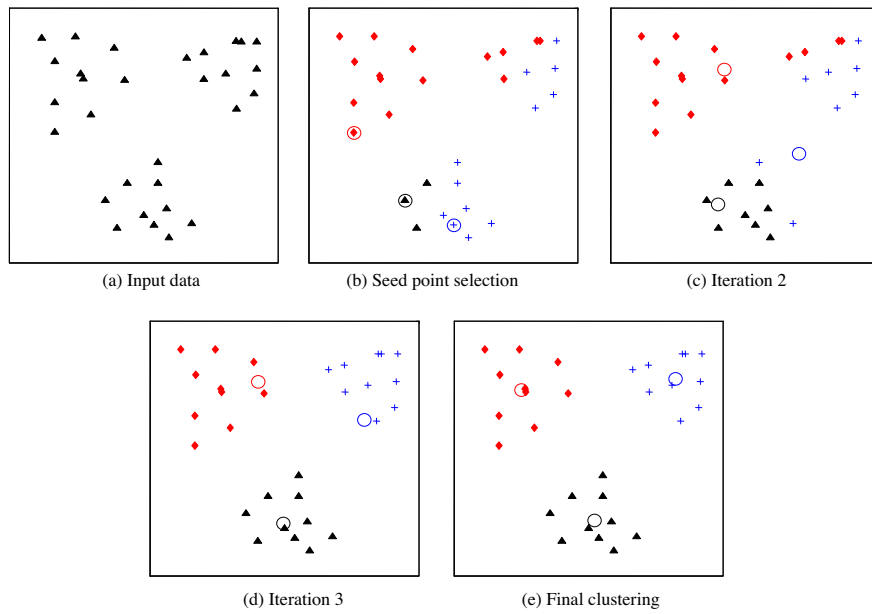 (a) Input data
(b) Seed point selection
(c) Iteration 2
(d) Iteration 3
(e) Final clustering